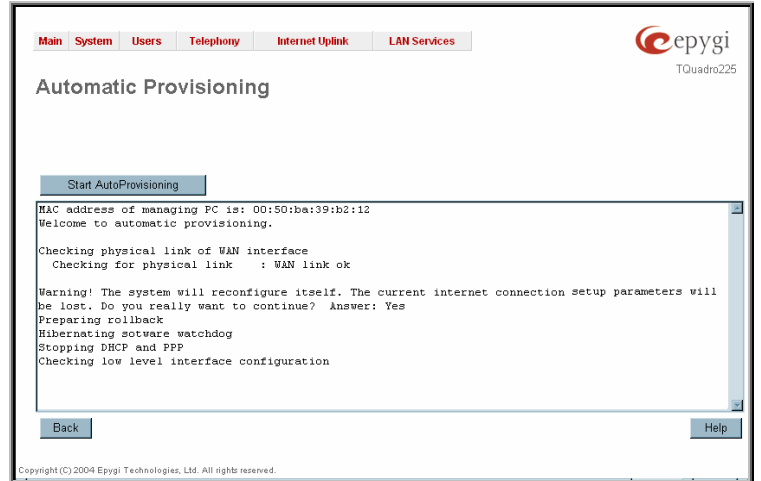 Main System Users Telephony Internet Uplink LAN Services
epygi
TQuadro225
Automatic Provisioning
Start AutoProvisioning
MAC address of managing PC is: 00:50:ba:39:b2:12
Welcome to automatic provisioning.
Checking physical link of WAN interface
Checking for physical link : WAN link ok
Warning! The system will reconfigure itself. The current internet connection setup parameters will
be lost. Do you really want to continue? Answer: Yes
Preparing rollback
Hibernating sotware watchdog
Stopping DHCP and PPP
Checking low level interface configuration
Back
Help
Copyright (C) 2004 Epygi Technologies, Ltd. All rights reserved.